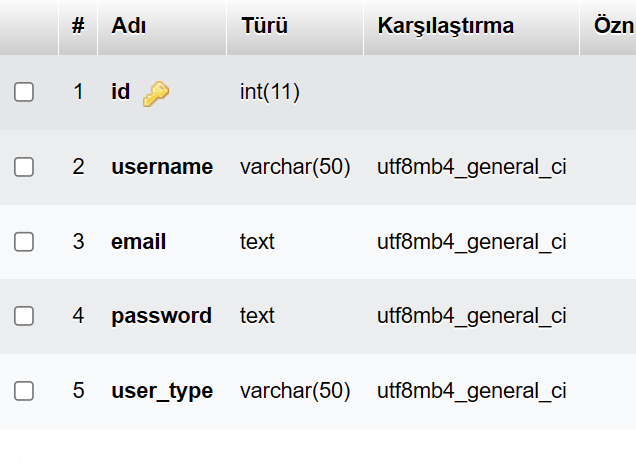 # Adı Türü Karşılaştırma Özn
1 id int(11)
2 username varchar(50) utf8mb4_general_ci
3 email text utf8mb4_general_ci
4 password text utf8mb4_general_ci
5 user_type varchar(50) utf8mb4_general_ci